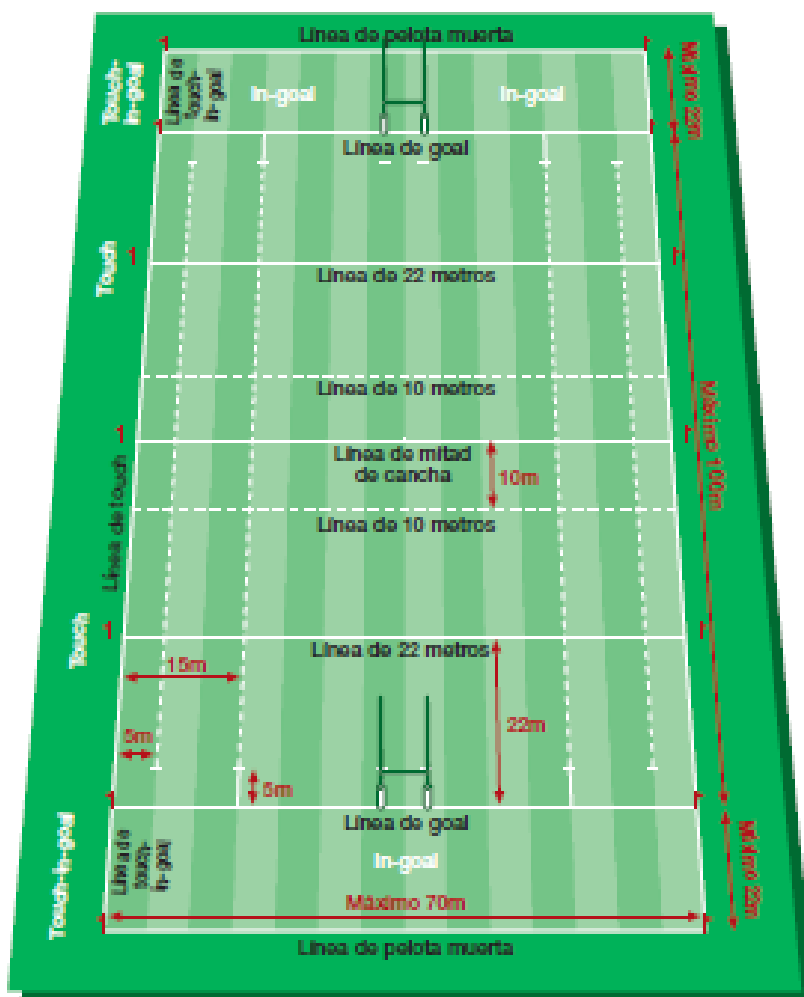 Línea de pelota muerta
Touch-
in-goal
Línea de
touch-
in-goal
In-goal
In-goal
Máximo 22m
Línea de goal
Touch
Línea de 22 metros
Línea de 10 metros
Máximo 100m
Línea de mitad
de cancha
10m
Línea de touch
Línea de 10 metros
Touch
Línea de 22 metros
15m
22m
5m
5m
Línea de goal
Touch-in-goal
Línea de
touch-
in-goal
In-goal
Máximo 22m
Máximo 70m
Línea de pelota muerta